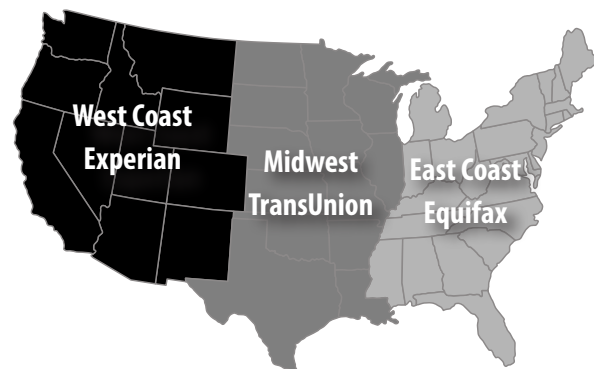 West Coast
Experian
Midwest
TransUnion
East Coast
Equifax